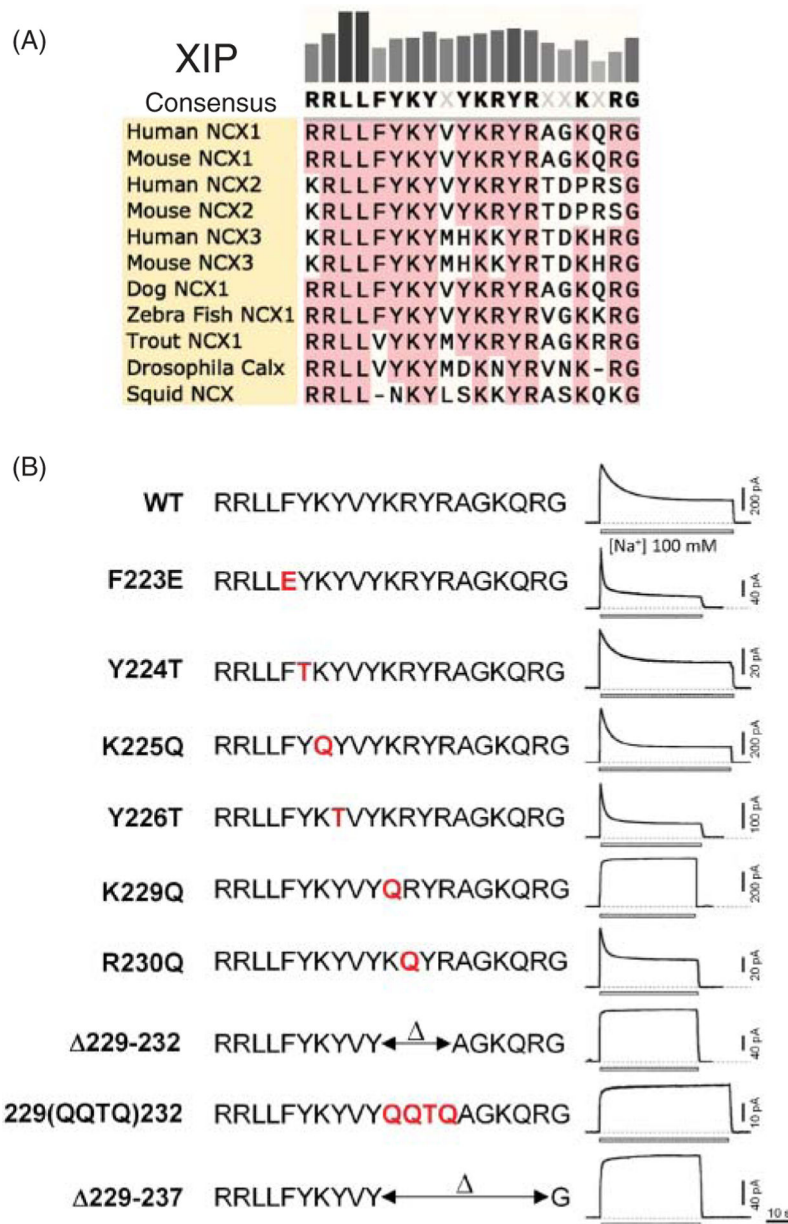 (A)
XIP
Consensus RRLLFYKYXYKRYRXXKXRG
Human NCX1 RRLLFYKYVYKRYRAGKQRG
Mouse NCX1 RRLLFYKYVYKRYRAGKQRG
Human NCX2 KRLLFYKYVYKRYRTDPRSG
Mouse NCX2 KRLLFYKYVYKRYRTDPRSG
Human NCX3 KRLLFYKYMHKKYRTDKHRG
Mouse NCX3 KRLLFYKYMHKKYRTDKHRG
Dog NCX1 RRLLFYKYVYKRYRAGKQRG
Zebra Fish NCX1 RRLLFYKYVYKRYRVGKKRG
Trout NCX1 RRLLVYKYMYKRYRAGKRRG
Drosophila Calx RRLLVYKYMDKNYRVNK-RG
Squid NCX RRLL-NKYLSKKYRASKQKG
(B)
WT RRLLFYKYVYKRYRAGKQRG 200 pA
[Na⁺] 100 mM
F223E RRLLEYKYVYKRYRAGKQRG 40 pA
Y224T RRLLFTKYVYKRYRAGKQRG 20 pA
K225Q RRLLFYQYVYKRYRAGKQRG 200 pA
Y226T RRLLFYKTVYKRYRAGKQRG 100 pA
K229Q RRLLFYKYVYQRYRAGKQRG 200 pA
R230Q RRLLFYKYVYKQYRAGKQRG 20 pA
Δ229-232 RRLLFYKYVY Δ AGKQRG 40 pA
229(QQTQ)232 RRLLFYKYVYQQTQAGKQRG 10 pA
Δ229-237 RRLLFYKYVY Δ G 40 pA
10 s